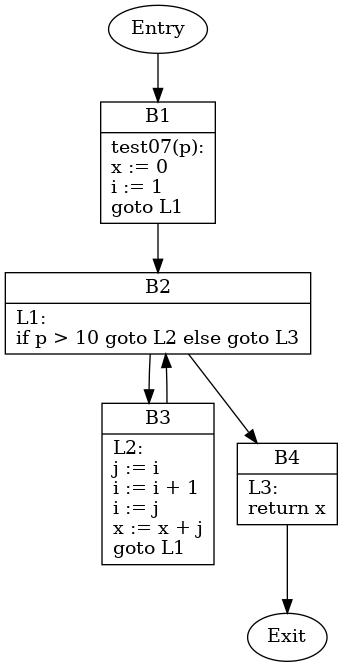 Entry
B1
test07(p):
x := 0
i := 1
goto L1
B2
L1:
if p > 10 goto L2 else goto L3
B3
L2:
j := i
i := i + 1
i := j
x := x + j
goto L1
B4
L3:
return x
Exit